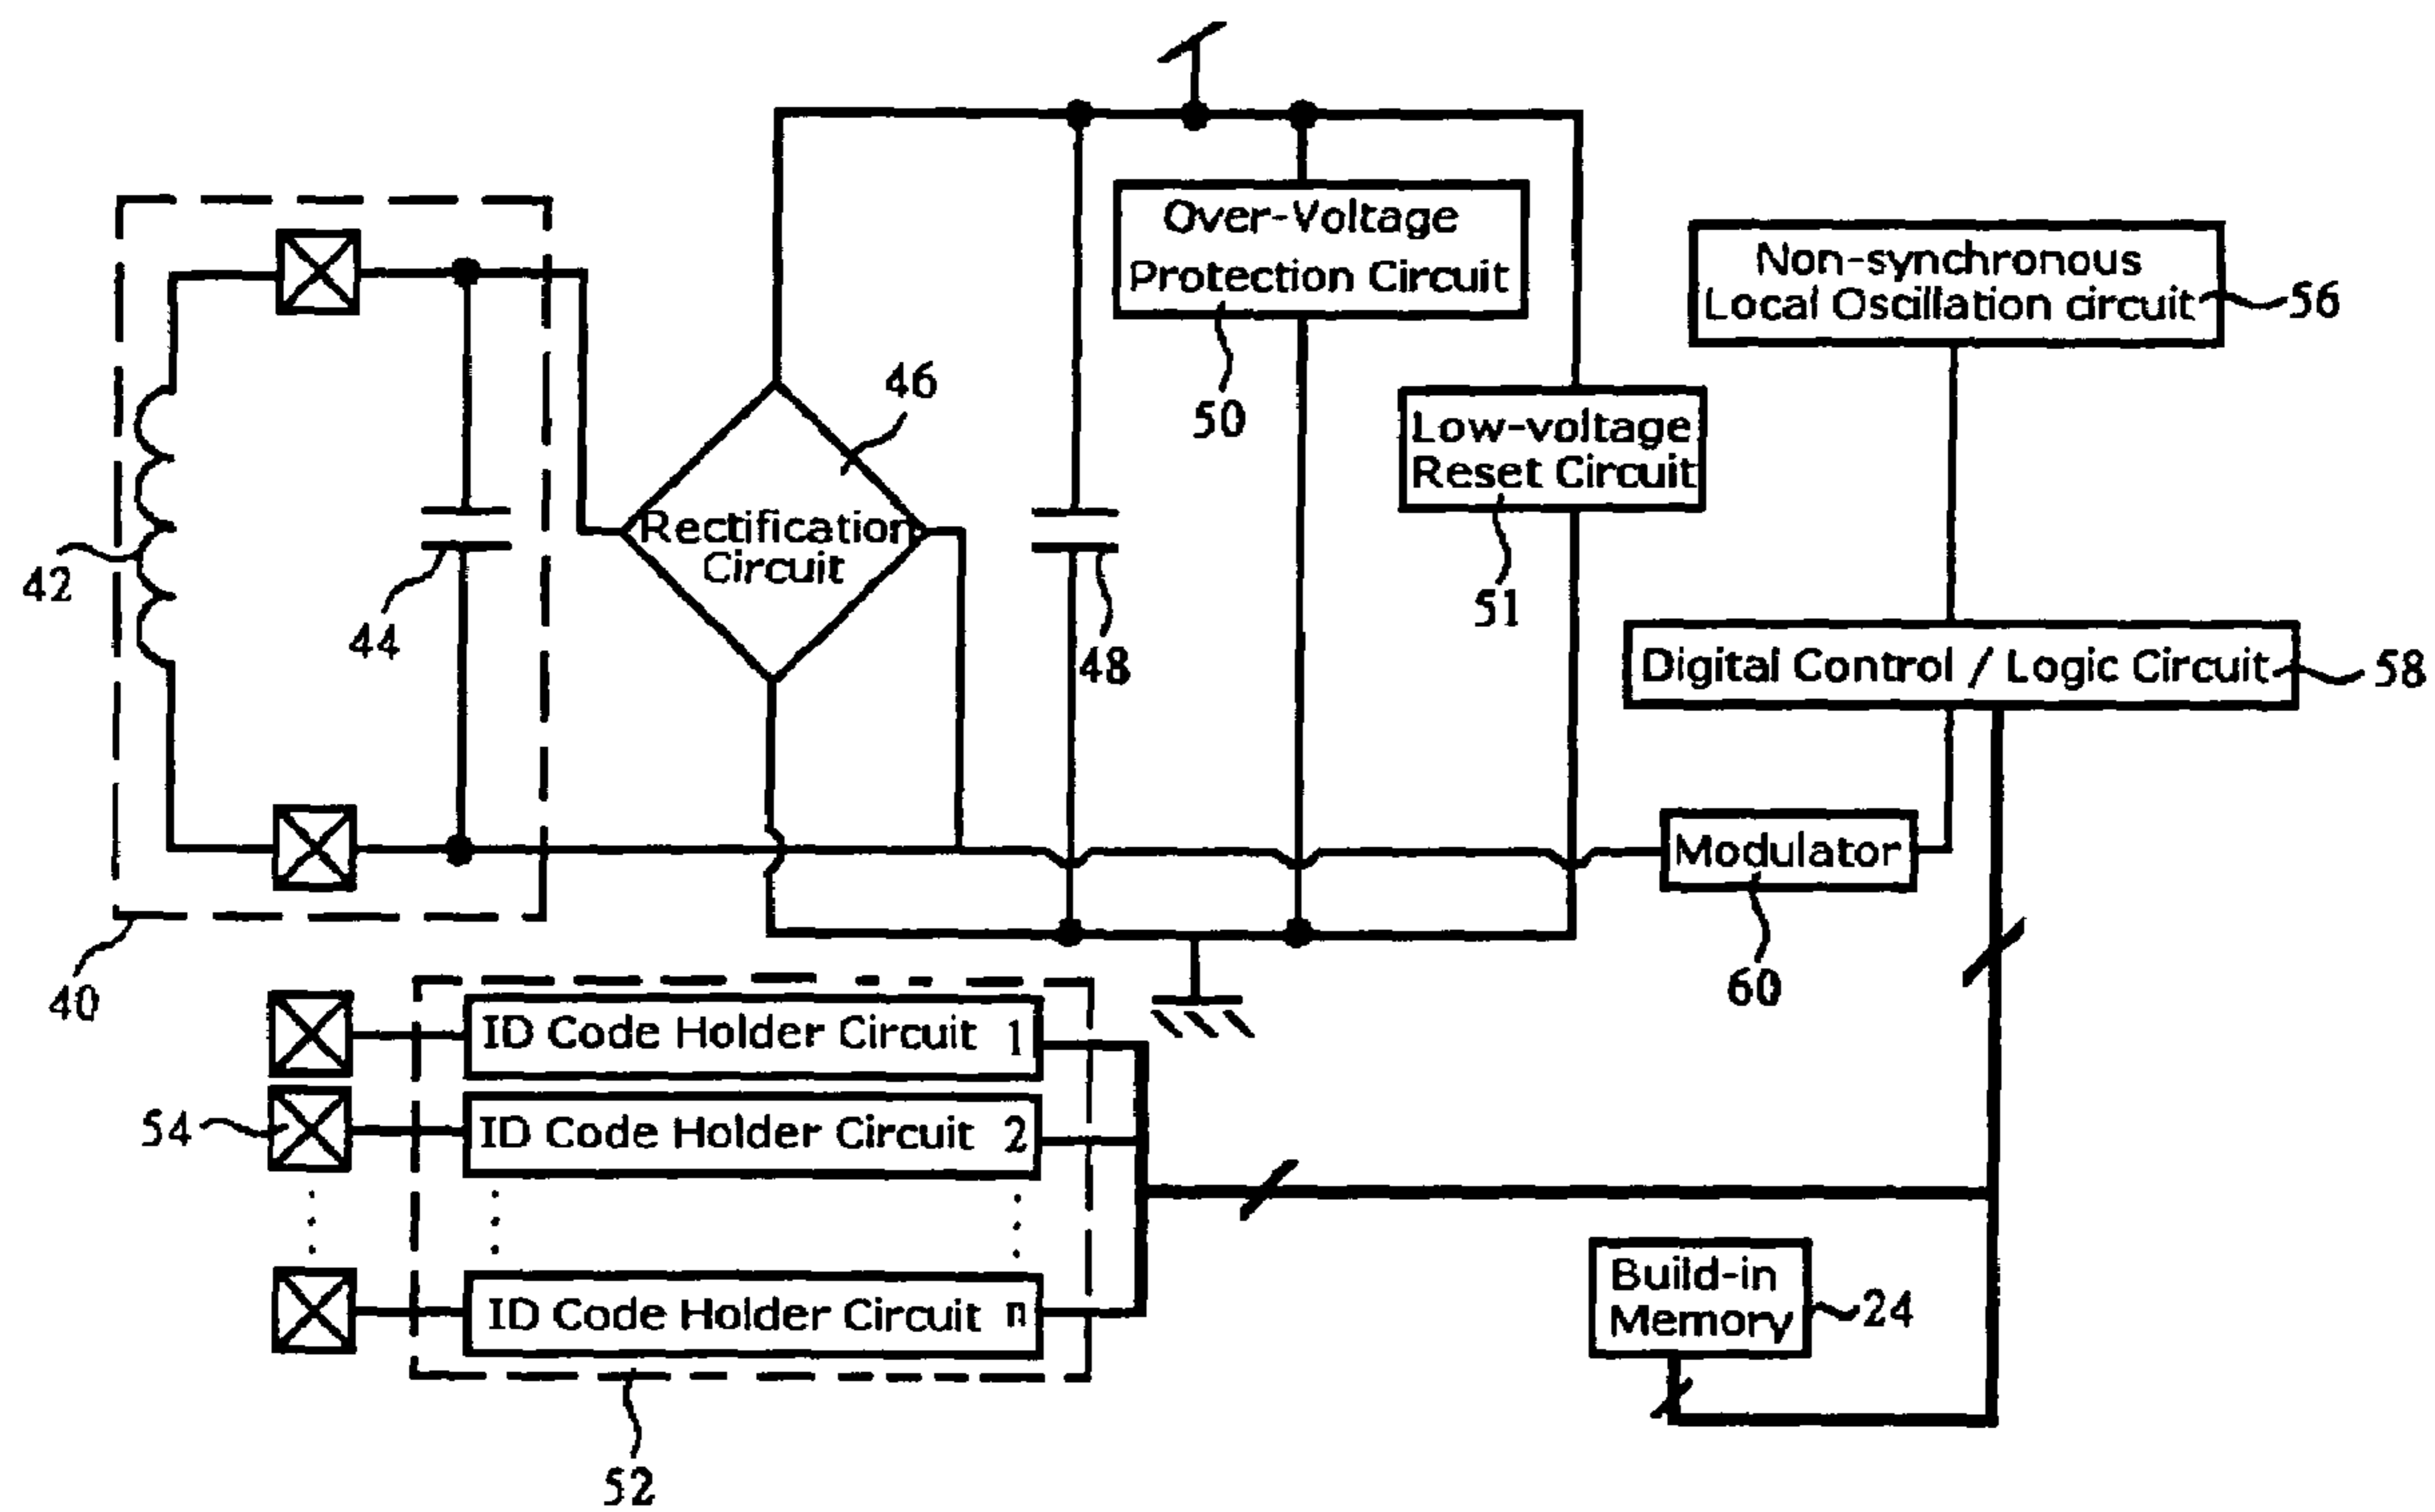 Over-Voltage
Protection Circuit
50
Non-synchronous
Local Oscillation circuit
56
46
Rectification
Circuit
Low-voltage
Reset Circuit
51
42
44
48
Digital Control / Logic Circuit
58
Modulator
60
40
ID Code Holder Circuit 1
54
ID Code Holder Circuit 2
ID Code Holder Circuit n
Build-in
Memory
24
52